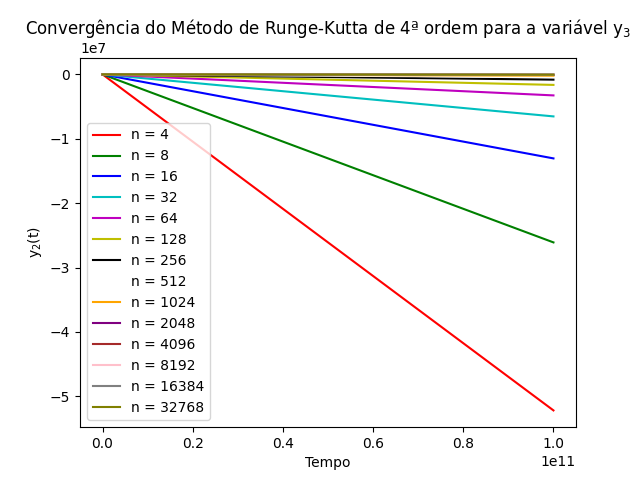 Convergência do Método de Runge-Kutta de 4ª ordem para a variável y₃
1e7
0
−1
−2
−3
−4
−5
y₂(t)
n = 4
n = 8
n = 16
n = 32
n = 64
n = 128
n = 256
n = 512
n = 1024
n = 2048
n = 4096
n = 8192
n = 16384
n = 32768
0.0 0.2 0.4 0.6 0.8 1.0
Tempo
1e11